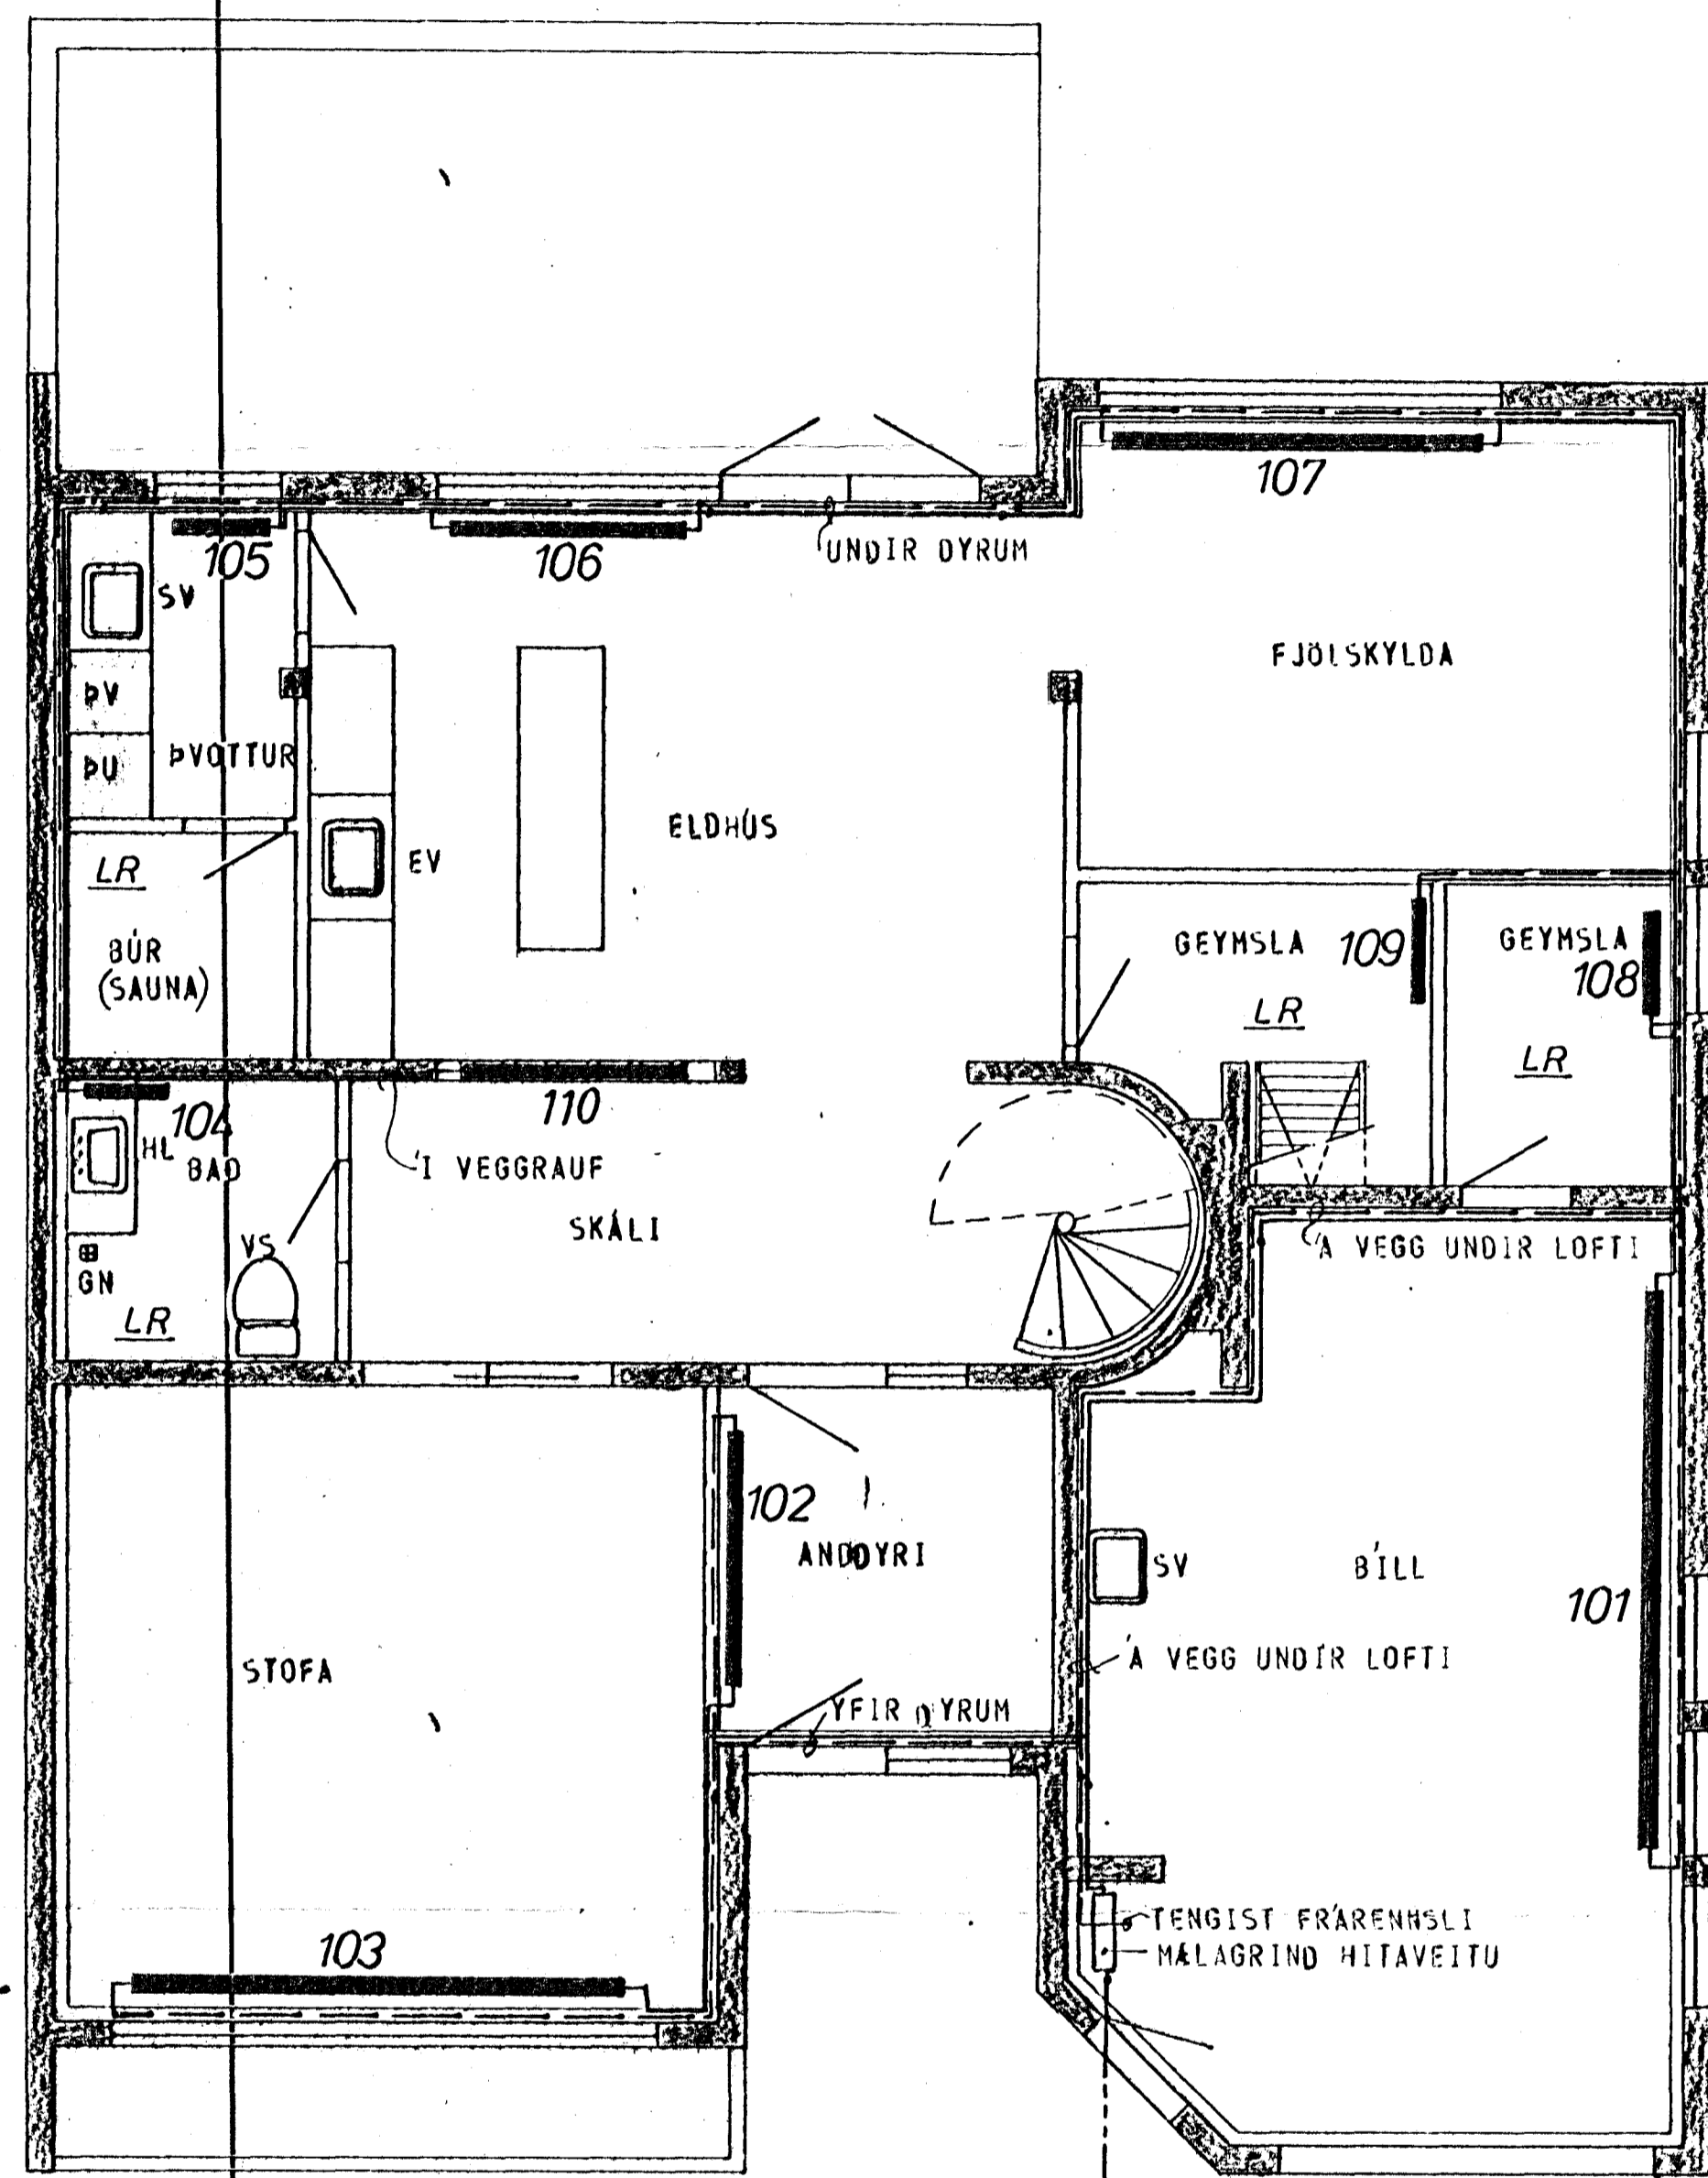 107
105
106
UNDIR DYRUM
SV
FJÖLSKYLDA
ÞV
ÞVOTTUR
ÞU
ELDHÚS
EV
LR
BÚR
(SAUNA)
GEYMSLA
109
GEYMSLA
108
LR
LR
104
110
HL
BAÐ
Í VEGGRAUF
SKÁLI
VS
GN
LR
Á VEGG UNDIR LOFTI
102
ANDDYRI
SV
BÍLL
101
STOFA
Á VEGG UNDIR LOFTI
YFIR DYRUM
103
TENGIST FRÁRENNSLI
MÆLAGRIND HITAVEITU